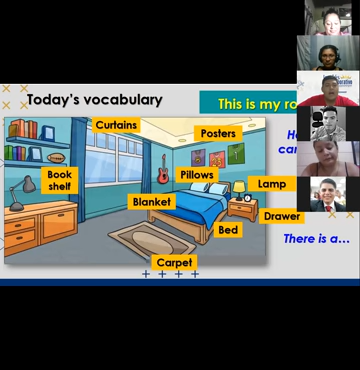 Today's vocabulary
This is my ro
Curtains
Posters
Book
shelf
Pillows
Lamp
Blanket
Drawer
Bed
There is a...
Carpet